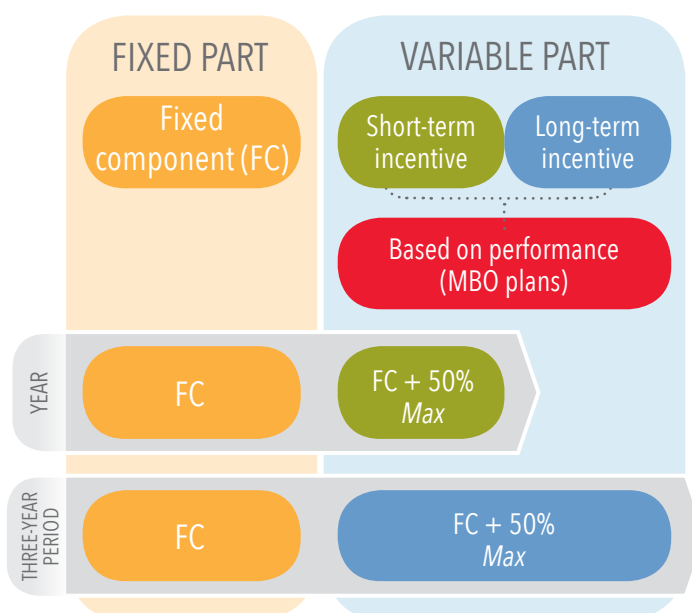 FIXED PART
VARIABLE PART
Fixed
component (FC)
Short-term
incentive
Long-term
incentive
Based on performance
(MBO plans)
YEAR
FC
FC + 50%
Max
THREE-YEAR
PERIOD
FC
FC + 50%
Max